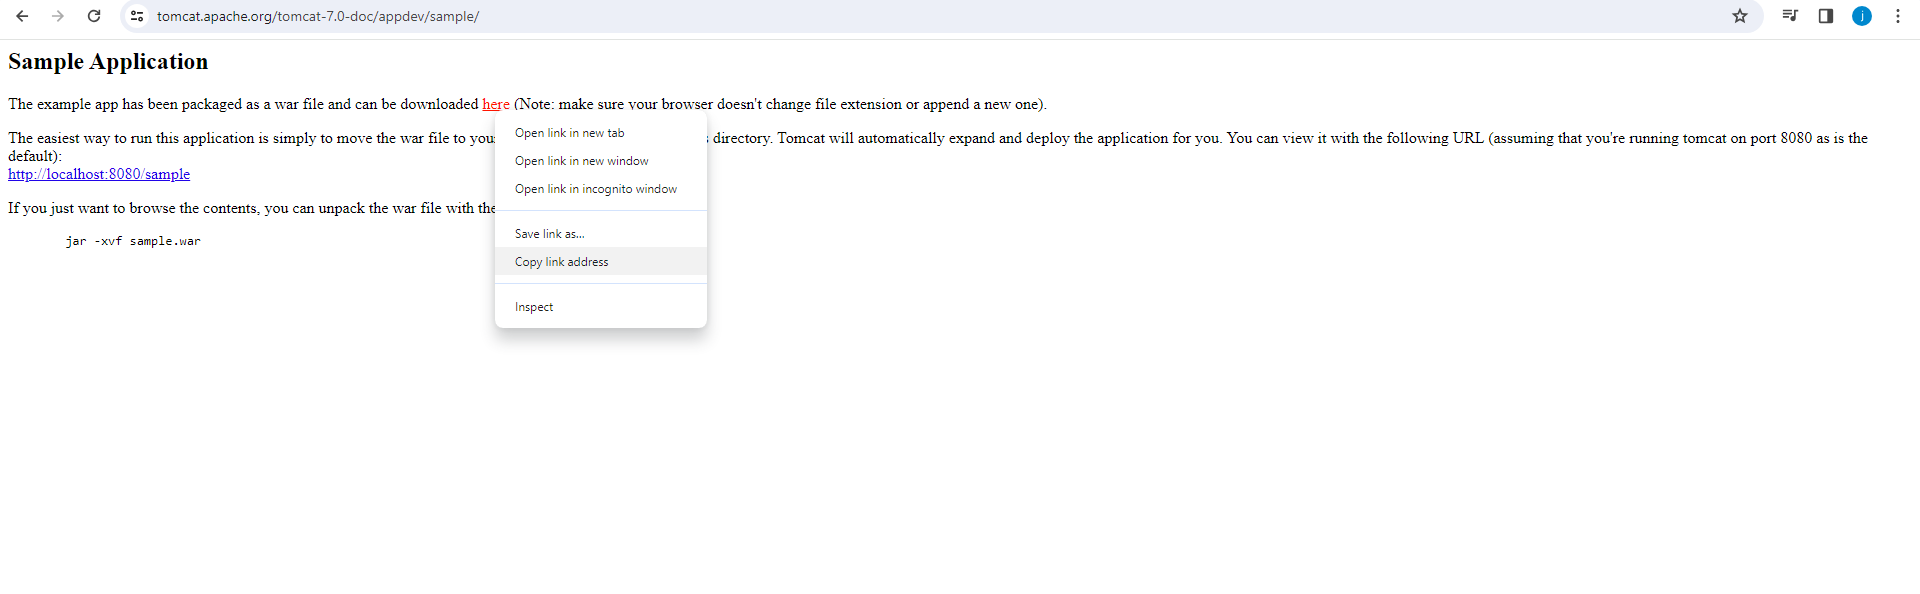 tomcat.apache.org/tomcat-7.0-doc/appdev/sample/
j
Sample Application
The example app has been packaged as a war file and can be downloaded here (Note: make sure your browser doesn't change file extension or append a new one).
The easiest way to run this application is simply to move the war file to your directory. Tomcat will automatically expand and deploy the application for you. You can view it with the following URL (assuming that you're running tomcat on port 8080 as is the
default):
http://localhost:8080/sample
If you just want to browse the contents, you can unpack the war file with the
jar -xvf sample.war
Open link in new tab
Open link in new window
Open link in incognito window
Save link as...
Copy link address
Inspect